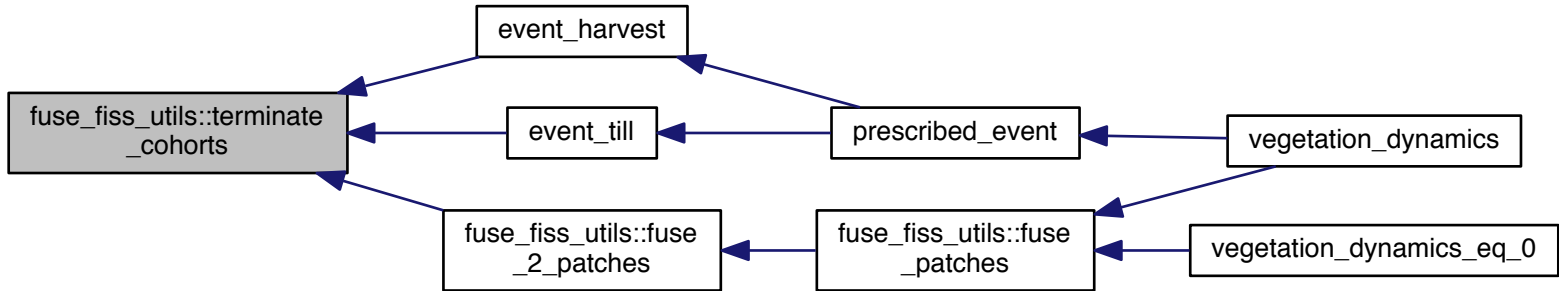 event_harvest
fuse_fiss_utils::terminate
_cohorts
event_till
prescribed_event
vegetation_dynamics
fuse_fiss_utils::fuse
_2_patches
fuse_fiss_utils::fuse
_patches
vegetation_dynamics_eq_0